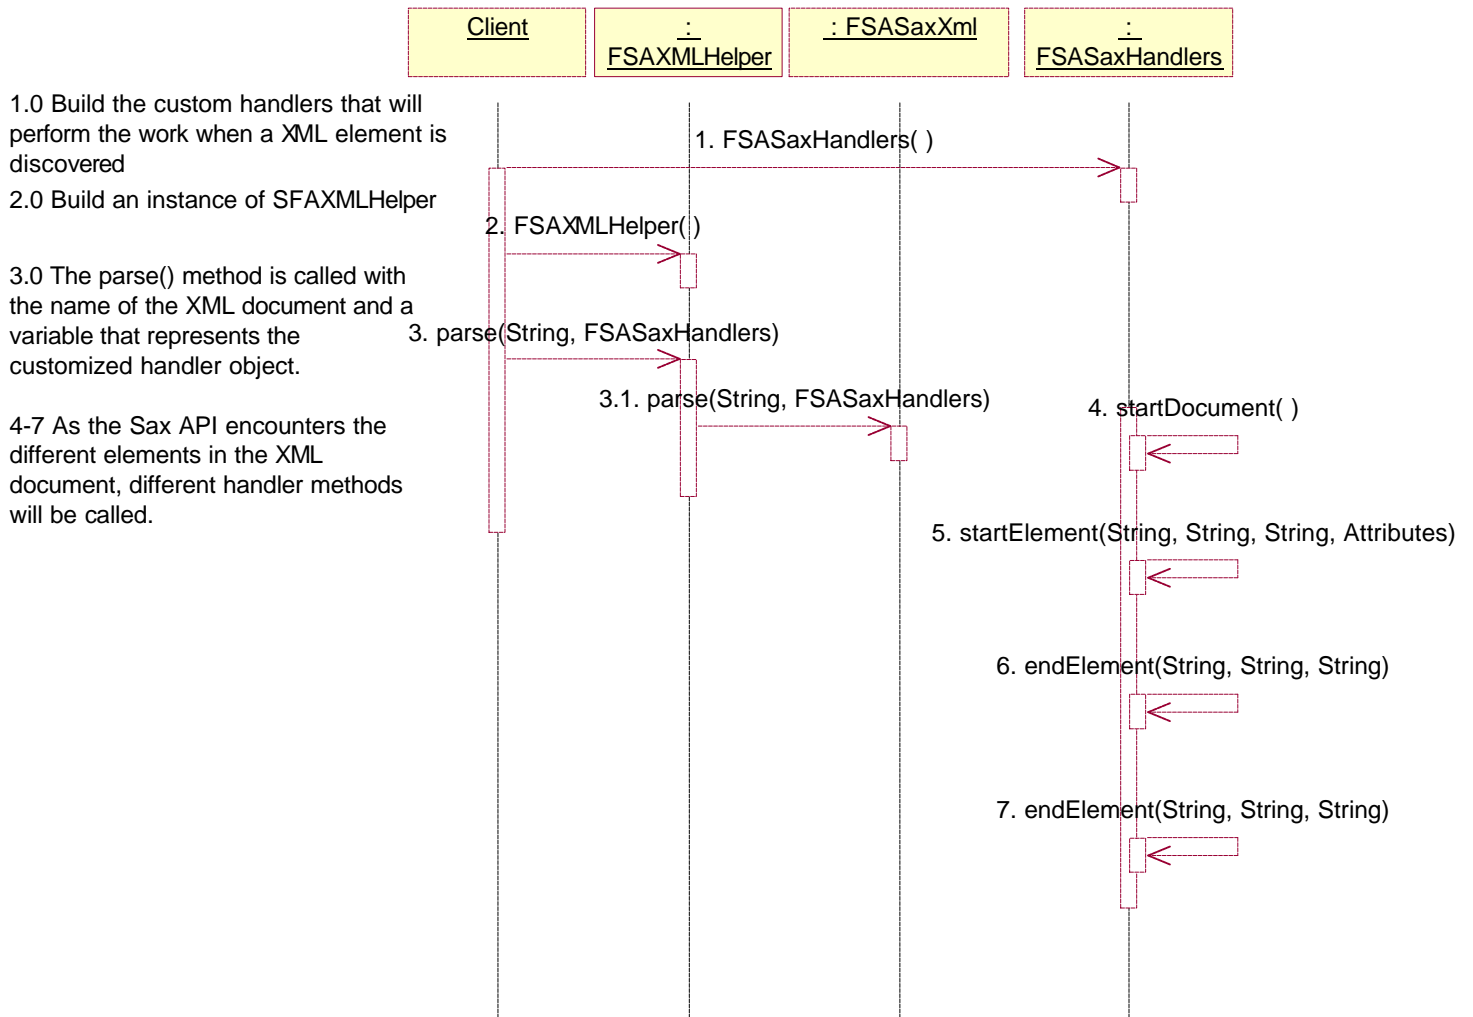 Client
:
FSAXMLHelper
: FSASaxXml
:
FSASaxHandlers
1.0 Build the custom handlers that will
perform the work when a XML element is
discovered
2.0 Build an instance of SFAXMLHelper
3.0 The parse() method is called with
the name of the XML document and a
variable that represents the
customized handler object.
4-7 As the Sax API encounters the
different elements in the XML
document, different handler methods
will be called.
1. FSASaxHandlers( )
2. FSAXMLHelper( )
3. parse(String, FSASaxHandlers)
3.1. parse(String, FSASaxHandlers)
4. startDocument( )
5. startElement(String, String, String, Attributes)
6. endElement(String, String, String)
7. endElement(String, String, String)